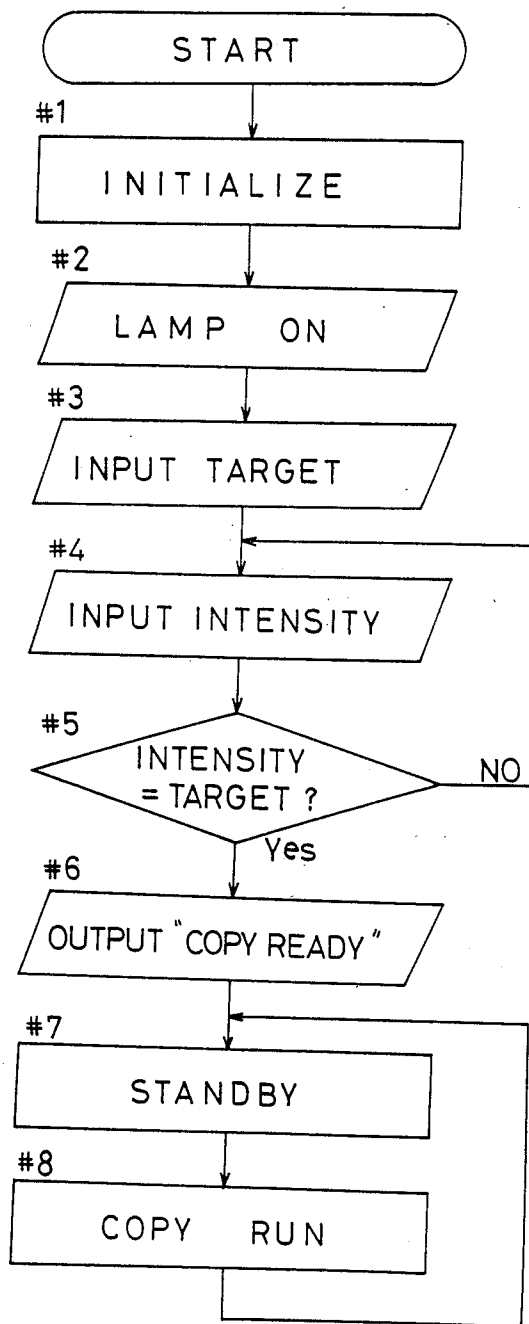 START
#1
INITIALIZE
#2
LAMP ON
#3
INPUT TARGET
#4
INPUT INTENSITY
#5
INTENSITY
= TARGET ?
NO
Yes
#6
OUTPUT "COPY READY"
#7
STANDBY
#8
COPY RUN